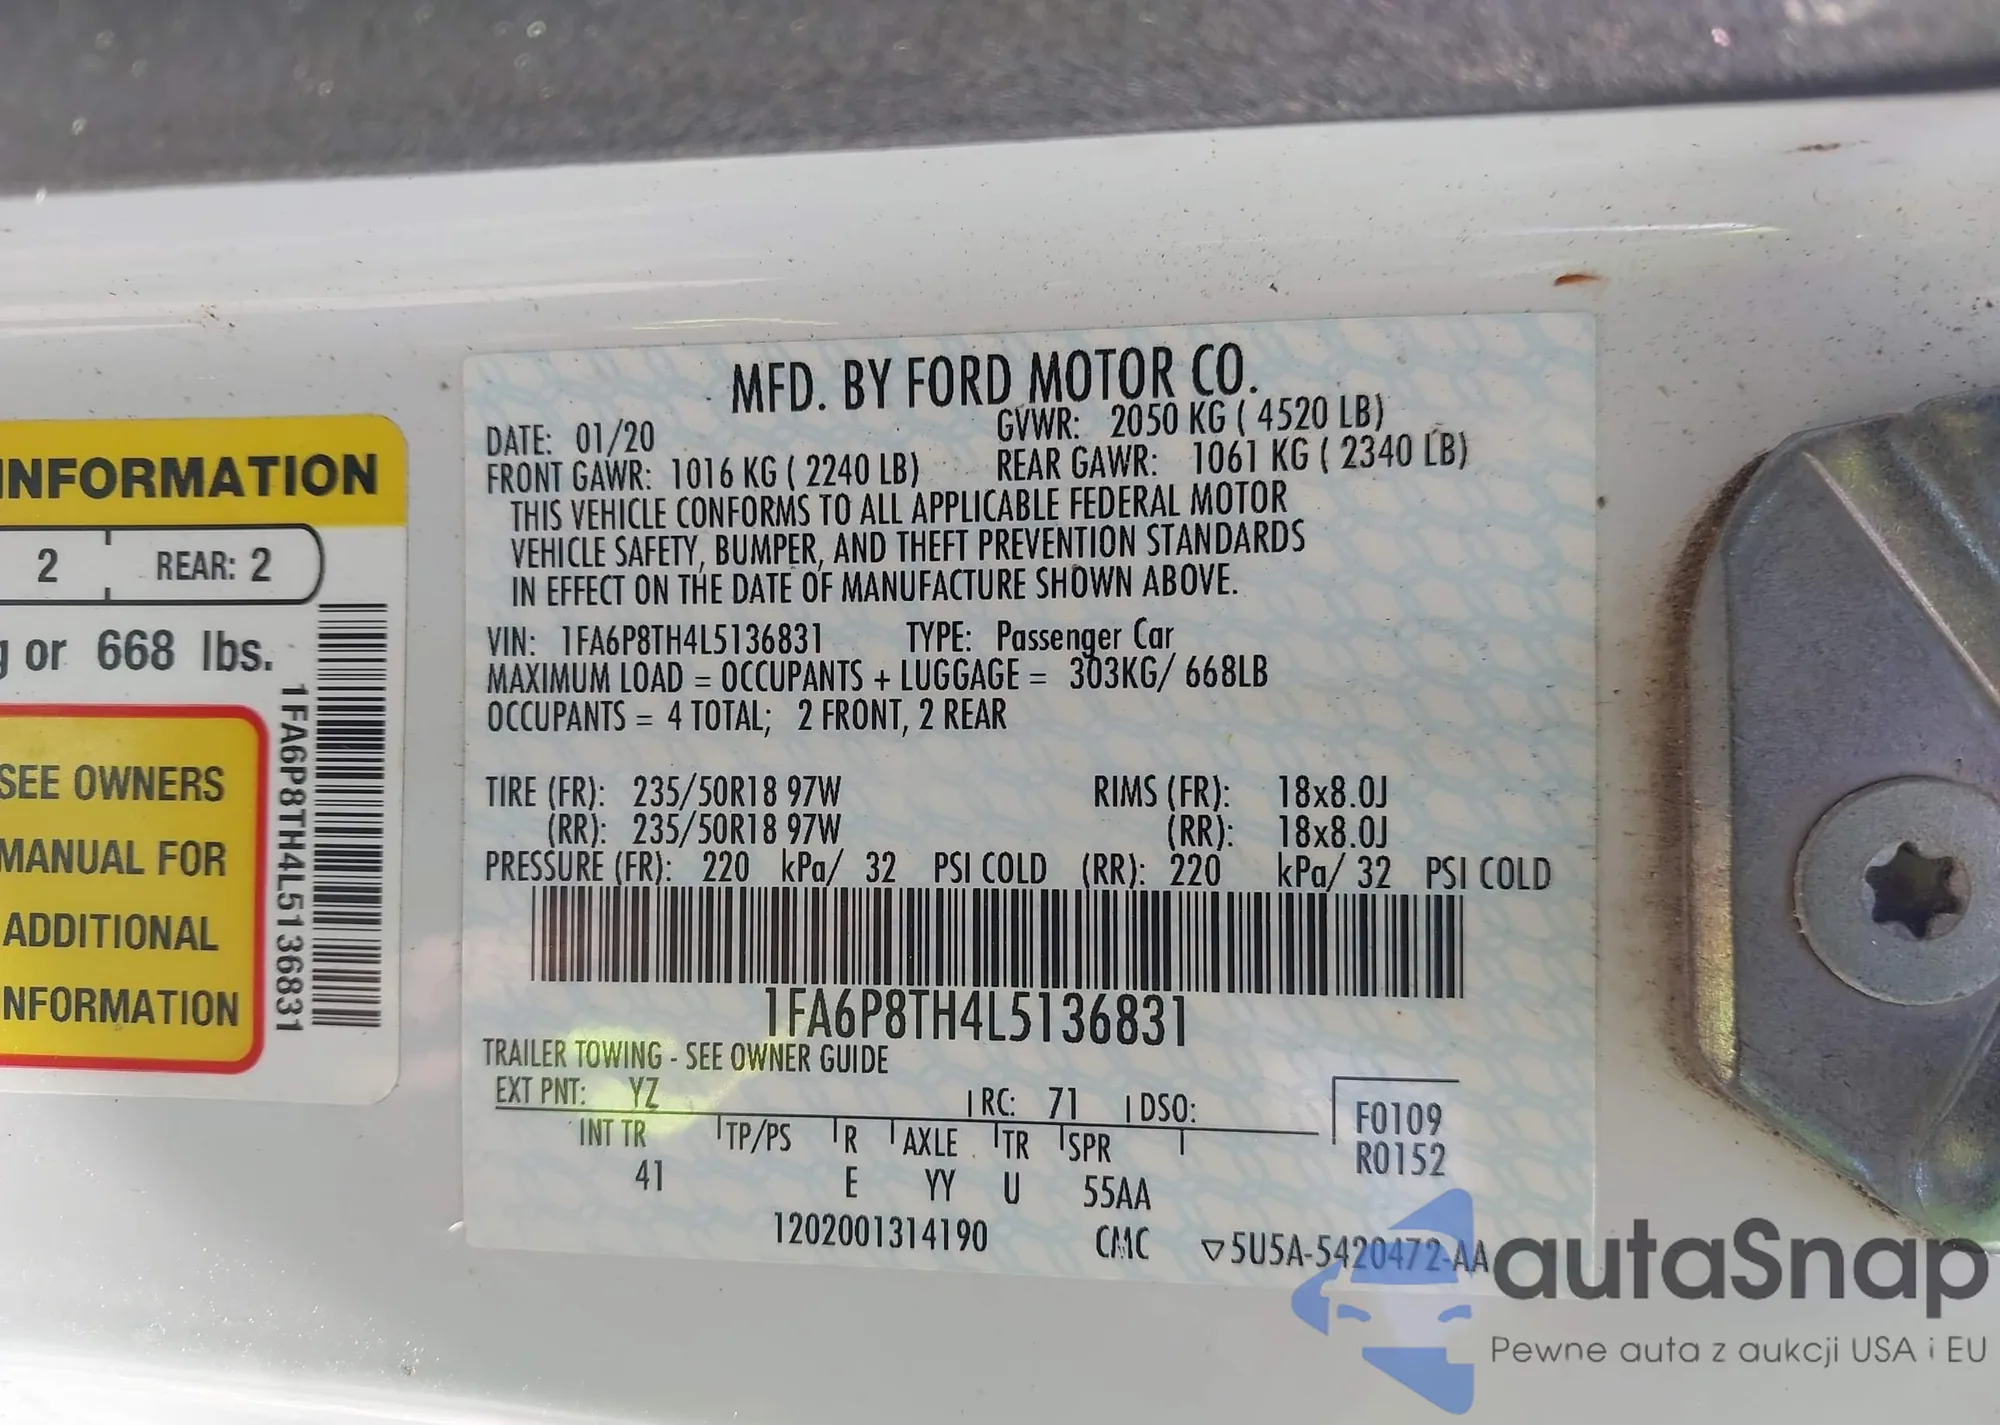 INFORMATION
2 REAR: 2
or 668 lbs.
SEE OWNERS
MANUAL FOR
ADDITIONAL
INFORMATION
1FA6P8TH4L5136831
MFD. BY FORD MOTOR CO.
DATE: 01/20 GVWR: 2050 KG ( 4520 LB)
FRONT GAWR: 1016 KG ( 2240 LB) REAR GAWR: 1061 KG ( 2340 LB)
THIS VEHICLE CONFORMS TO ALL APPLICABLE FEDERAL MOTOR
VEHICLE SAFETY, BUMPER, AND THEFT PREVENTION STANDARDS
IN EFFECT ON THE DATE OF MANUFACTURE SHOWN ABOVE.
VIN: 1FA6P8TH4L5136831 TYPE: Passenger Car
MAXIMUM LOAD = OCCUPANTS + LUGGAGE = 303KG/ 668LB
OCCUPANTS = 4 TOTAL; 2 FRONT, 2 REAR
TIRE (FR): 235/50R18 97W RIMS (FR): 18x8.0J
(RR): 235/50R18 97W (RR): 18x8.0J
PRESSURE (FR): 220 kPa/ 32 PSI COLD (RR): 220 kPa/ 32 PSI COLD
1FA6P8TH4L5136831
TRAILER TOWING - SEE OWNER GUIDE
EXT PNT: YZ RC: 71 DSO:
INT TR TP/PS R AXLE TR SPR
41 E YY U 55AA
F0109
R0152
1202001314190 CMC ▽5U5A-5420472-AA
autaSnap
Pewne auta z aukcji USA i EU